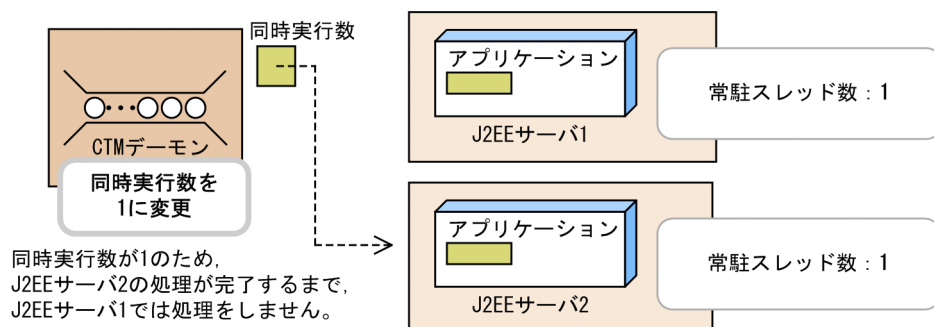 同時実行数
アプリケーション
常駐スレッド数：1
J2EEサーバ1
CTMデーモン
同時実行数を
1に変更
アプリケーション
常駐スレッド数：1
J2EEサーバ2
同時実行数が1のため，
J2EEサーバ2の処理が完了するまで，
J2EEサーバ1では処理をしません。